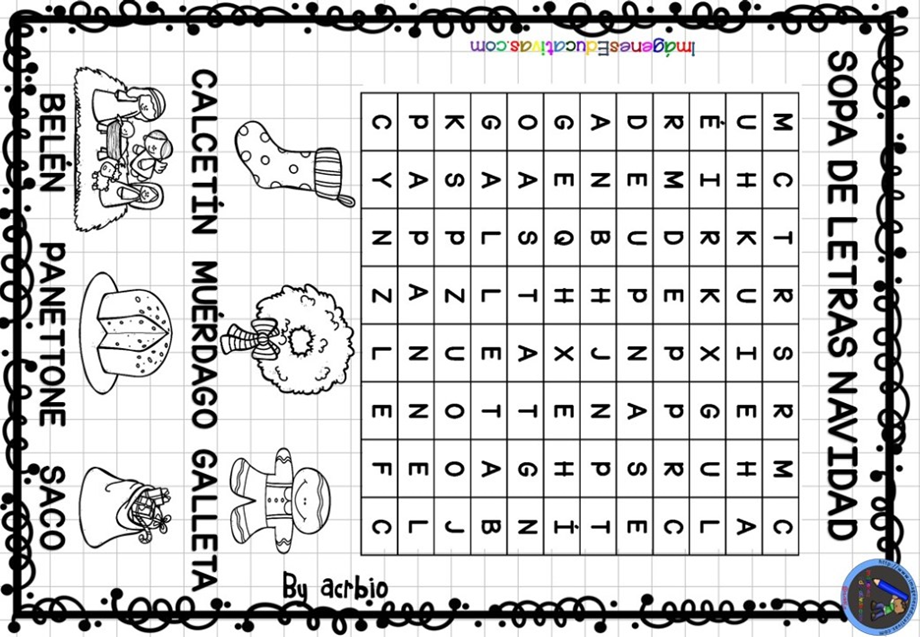 SOPA DE LETRAS NAVIDAD
ImágenesEducativas.com
M C T R S R M C
U H K U I E H A
É I R K X G U L
R M D E P P R C
D E U P N A S E
A N B H J N P T
G E Q H X E H Í
O A S T A T G N
G A L L E T A B
K S P Z U O O J
P A P A N N E L
C Y N Z L E F C
By acrbio
CALCETÍN MUÉRDAGO GALLETA
BELÉN PANETTONE SACO